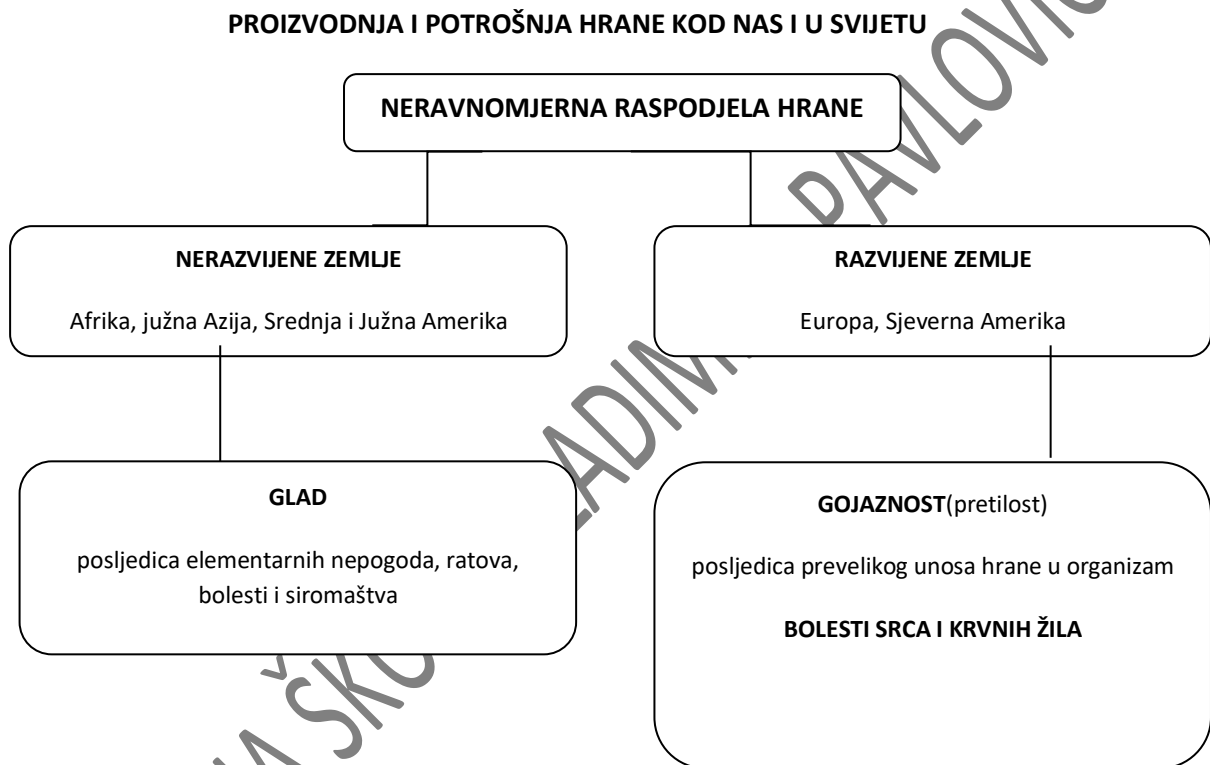 PROIZVODNJA I POTROŠNJA HRANE KOD NAS I U SVIJETU
NERAVNOMJERNA RASPODJELA HRANE
NERAZVIJENE ZEMLJE
Afrika, južna Azija, Srednja i Južna Amerika
RAZVIJENE ZEMLJE
Europa, Sjeverna Amerika
GLAD
posljedica elementarnih nepogoda, ratova,
bolesti i siromaštva
GOJAZNOST(pretilost)
posljedica prevelikog unosa hrane u organizam
BOLESTI SRCA I KRVNIH ŽILA